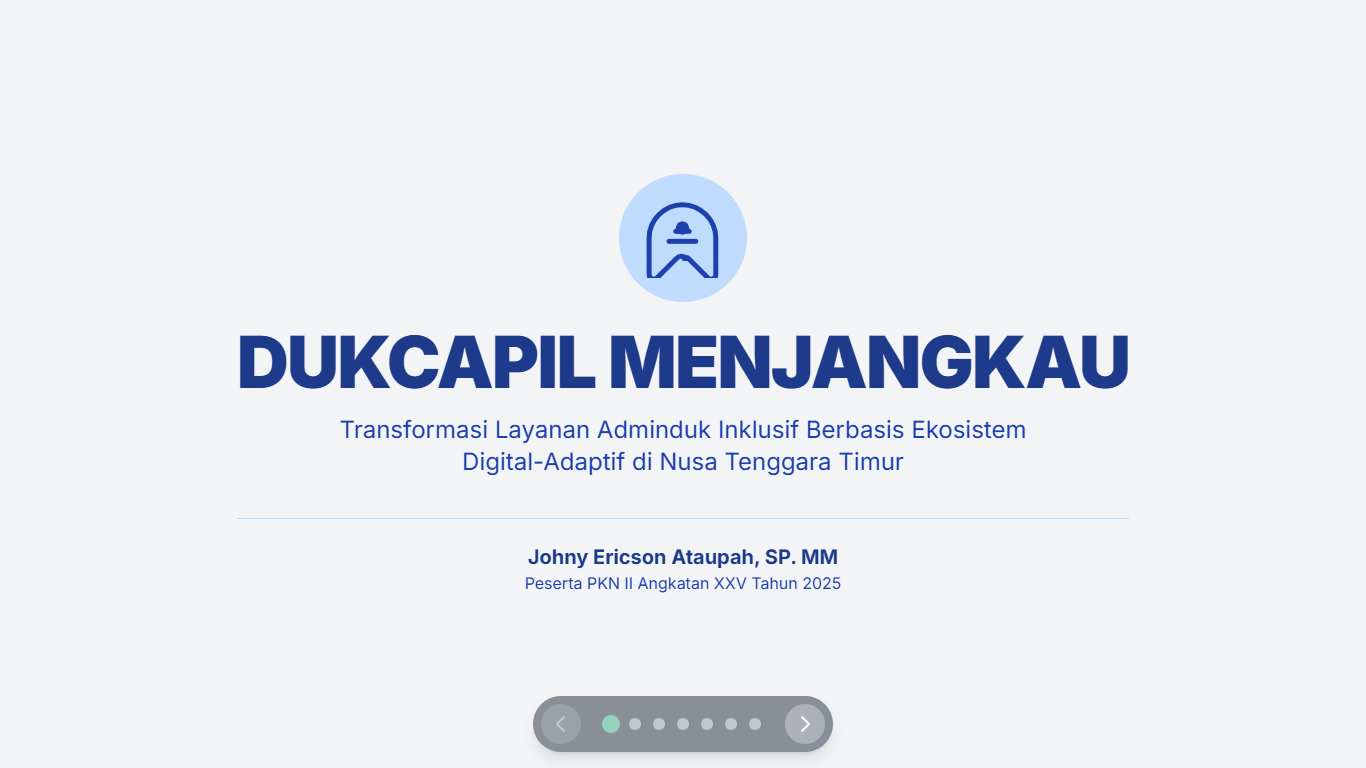 DUKCAPIL MENJANGKAU
Transformasi Layanan Adminduk Inklusif Berbasis Ekosistem
Digital-Adaptif di Nusa Tenggara Timur
Johny Ericson Ataupah, SP. MM
Peserta PKN II Angkatan XXV Tahun 2025